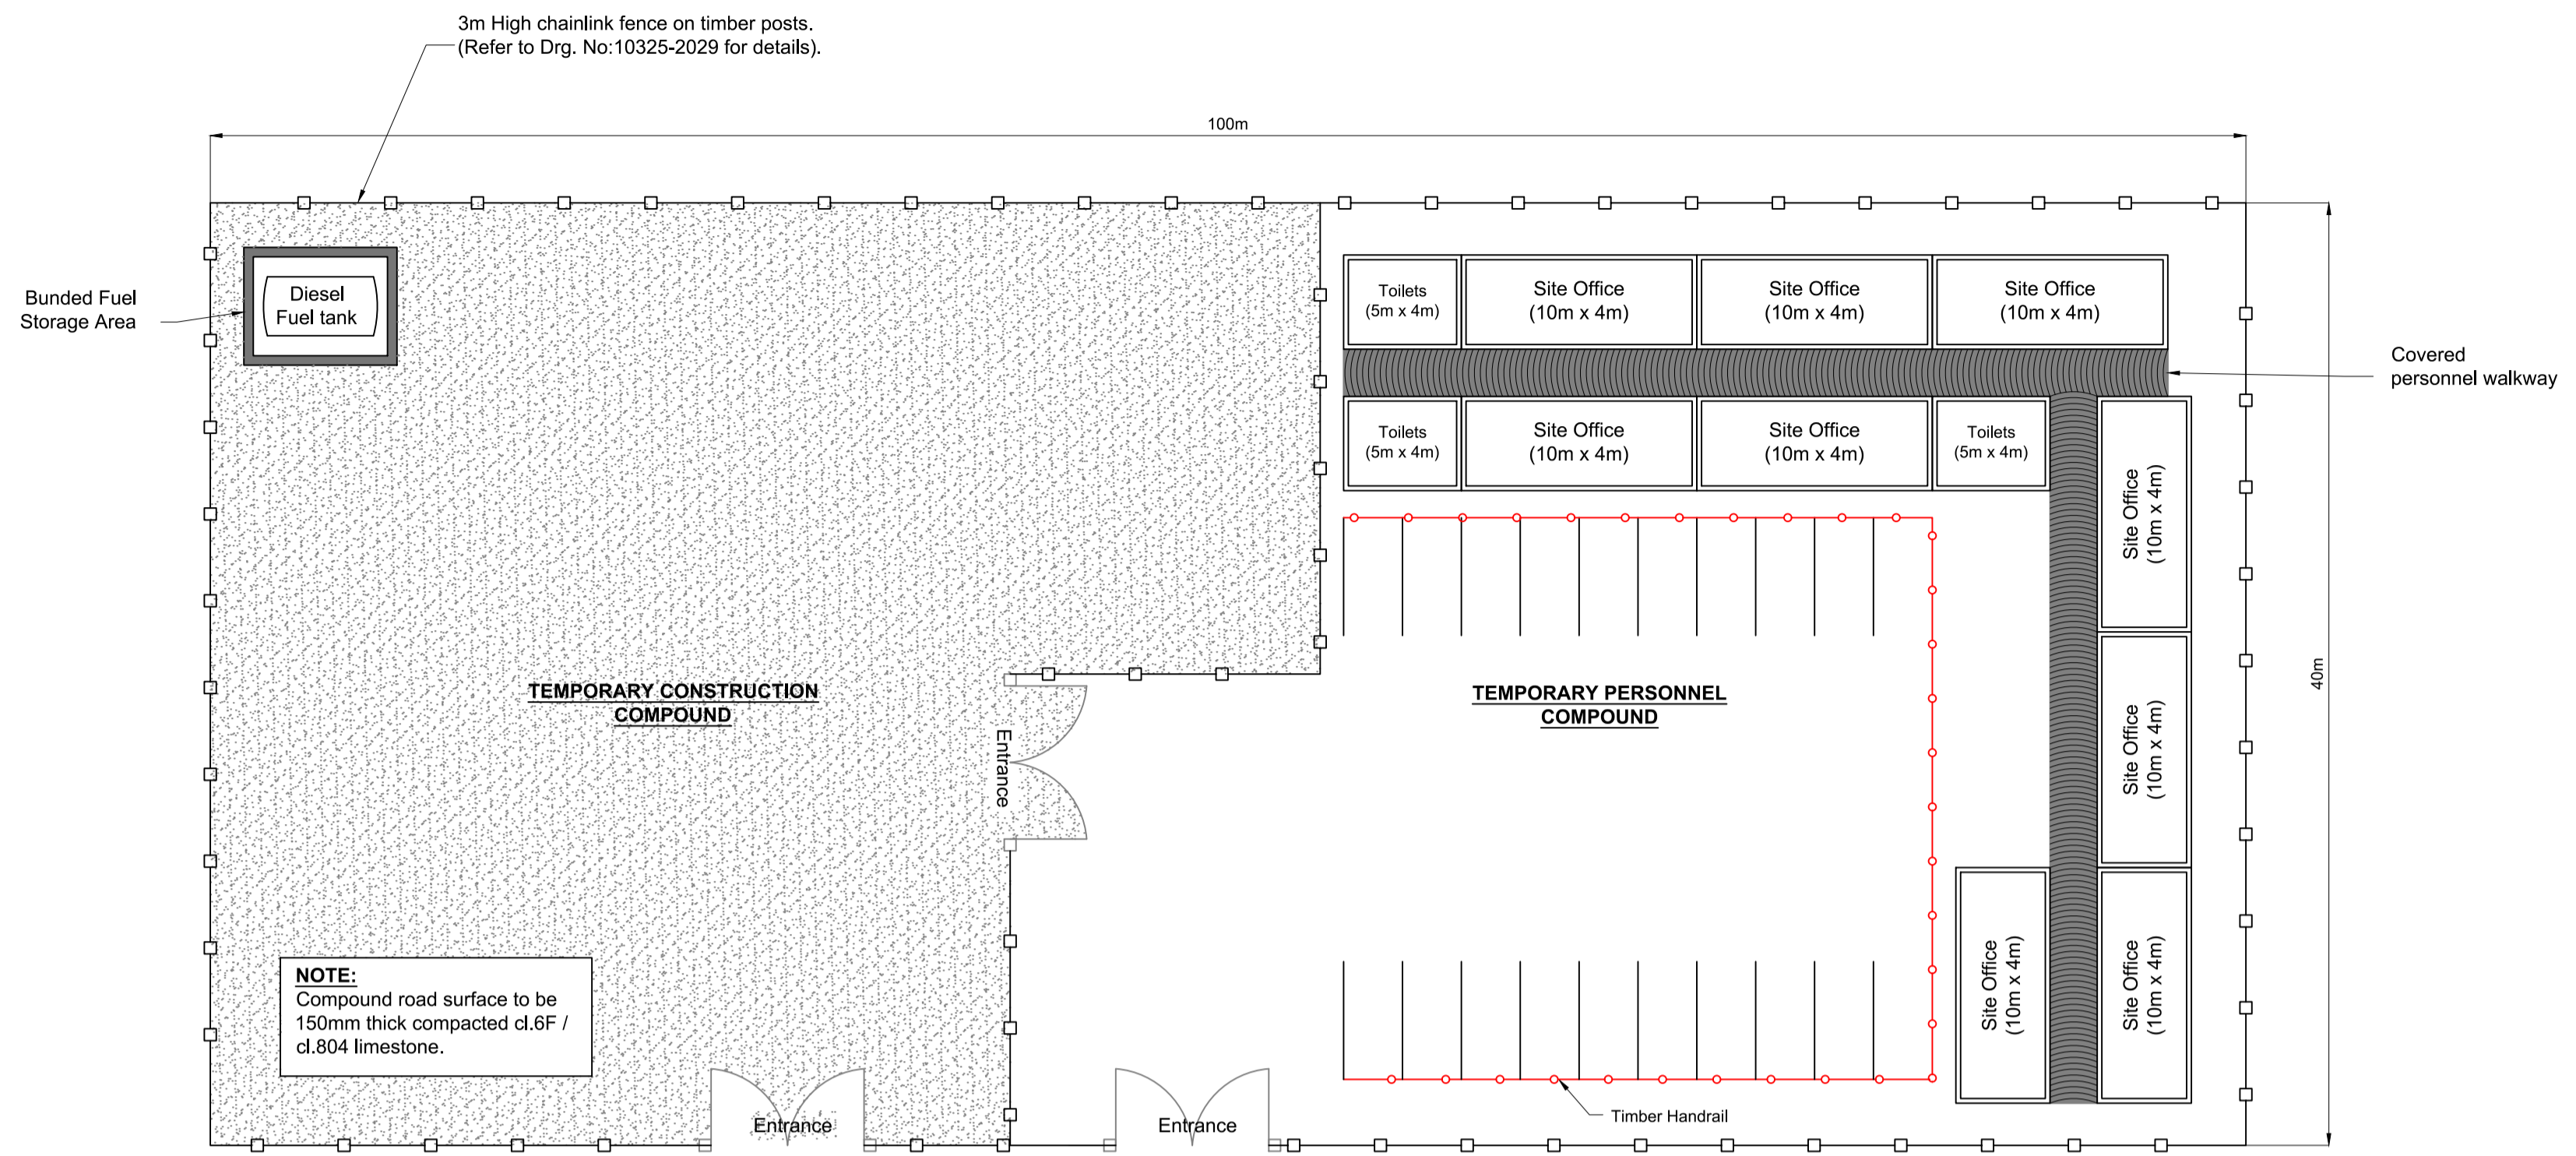 3m High chainlink fence on timber posts.
(Refer to Drg. No:10325-2029 for details).
100m
Bunded Fuel
Storage Area
Diesel
Fuel tank
Toilets
(5m x 4m)
Site Office
(10m x 4m)
Site Office
(10m x 4m)
Site Office
(10m x 4m)
Covered
personnel walkway
Toilets
(5m x 4m)
Site Office
(10m x 4m)
Site Office
(10m x 4m)
Toilets
(5m x 4m)
Site Office
(10m x 4m)
40m
TEMPORARY CONSTRUCTION
COMPOUND
Entrance
TEMPORARY PERSONNEL
COMPOUND
Site Office
(10m x 4m)
NOTE:
Compound road surface to be
150mm thick compacted cl.6F /
cl.804 limestone.
Site Office
(10m x 4m)
Site Office
(10m x 4m)
Entrance
Entrance
Timber Handrail